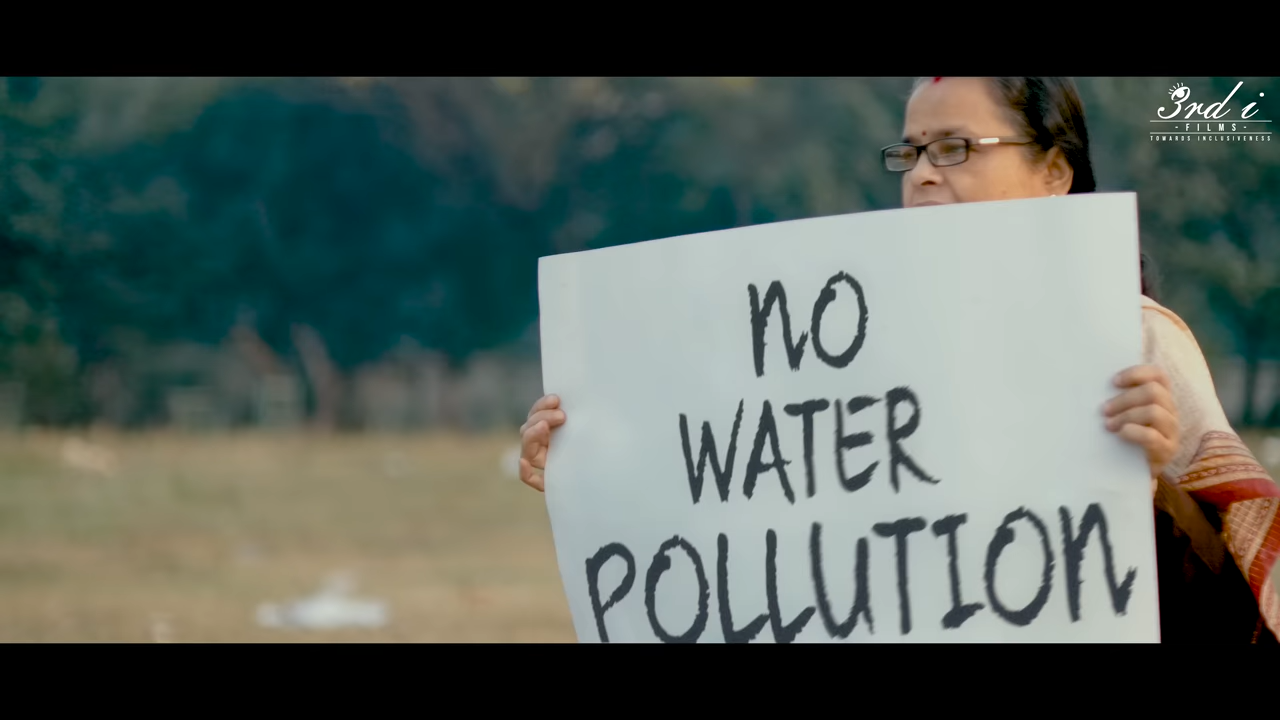 3rd i
-FILMS-
TOWARDS INCLUSIVENESS
NO
WATER
POLLUTION